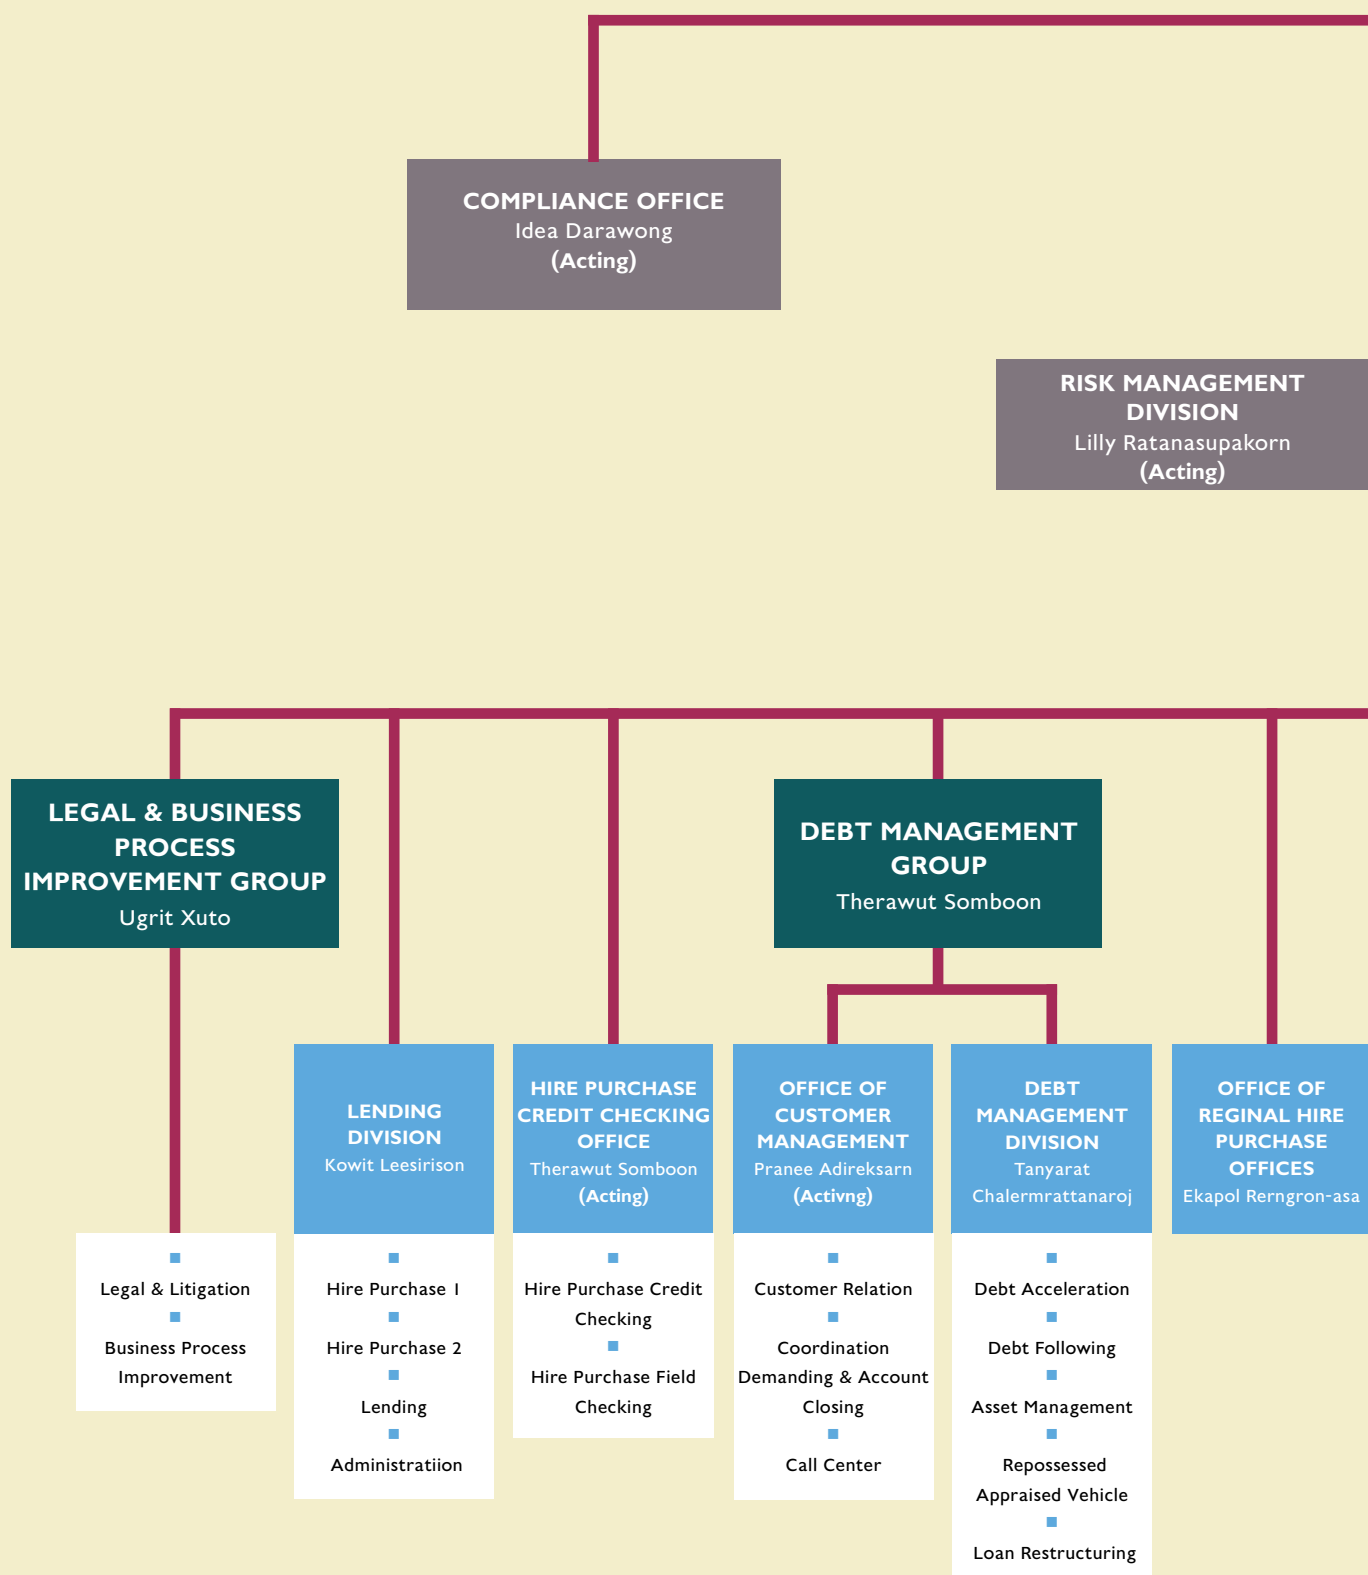 COMPLIANCE OFFICE
Idea Darawong
(Acting)
RISK MANAGEMENT
DIVISION
Lilly Ratanasupakorn
(Acting)
LEGAL & BUSINESS
PROCESS
IMPROVEMENT GROUP
Ugrit Xuto
DEBT MANAGEMENT
GROUP
Therawut Somboon
LENDING
DIVISION
Kowit Leesirison
HIRE PURCHASE
CREDIT CHECKING
OFFICE
Therawut Somboon
(Acting)
OFFICE OF
CUSTOMER
MANAGEMENT
Pranee Adireksarn
(Activng)
DEBT
MANAGEMENT
DIVISION
Tanyarat
Chalermrattanaroj
OFFICE OF
REGINAL HIRE
PURCHASE
OFFICES
Ekapol Rerngron-asa
Legal & Litigation
Business Process
Improvement
Hire Purchase 1
Hire Purchase 2
Lending
Administratiion
Hire Purchase Credit
Checking
Hire Purchase Field
Checking
Customer Relation
Coordination
Demanding & Account
Closing
Call Center
Debt Acceleration
Debt Following
Asset Management
Repossessed
Appraised Vehicle
Loan Restructuring